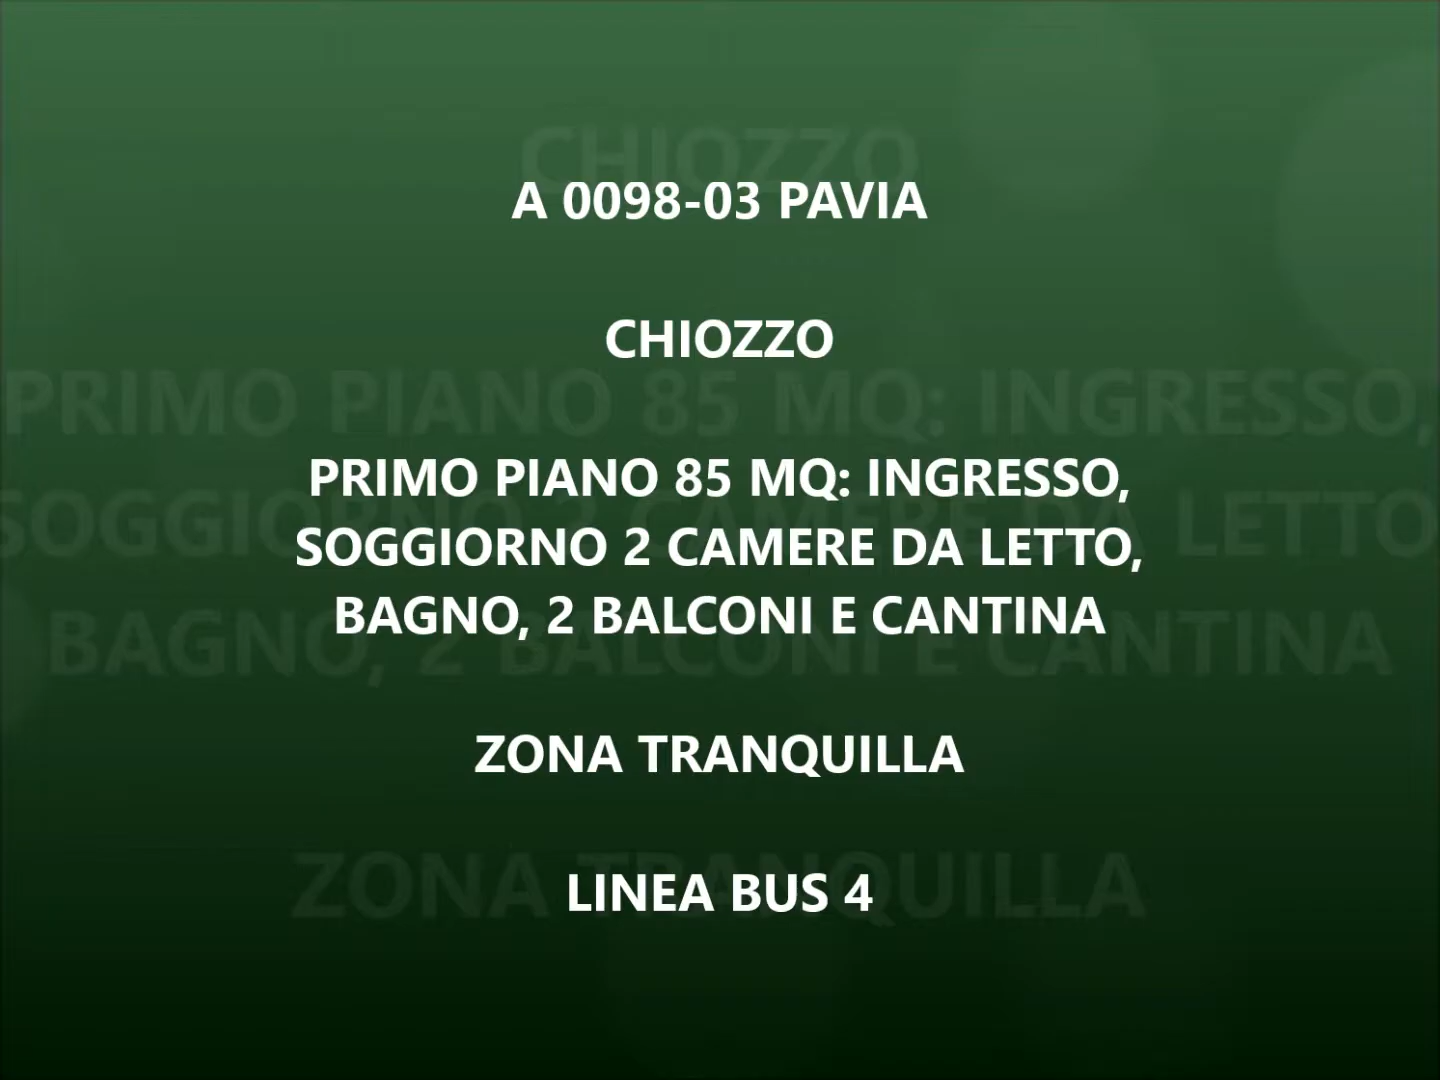 A 0098-03 PAVIA
CHIOZZO
PRIMO PIANO 85 MQ: INGRESSO,
SOGGIORNO 2 CAMERE DA LETTO,
BAGNO, 2 BALCONI E CANTINA
ZONA TRANQUILLA
LINEA BUS 4